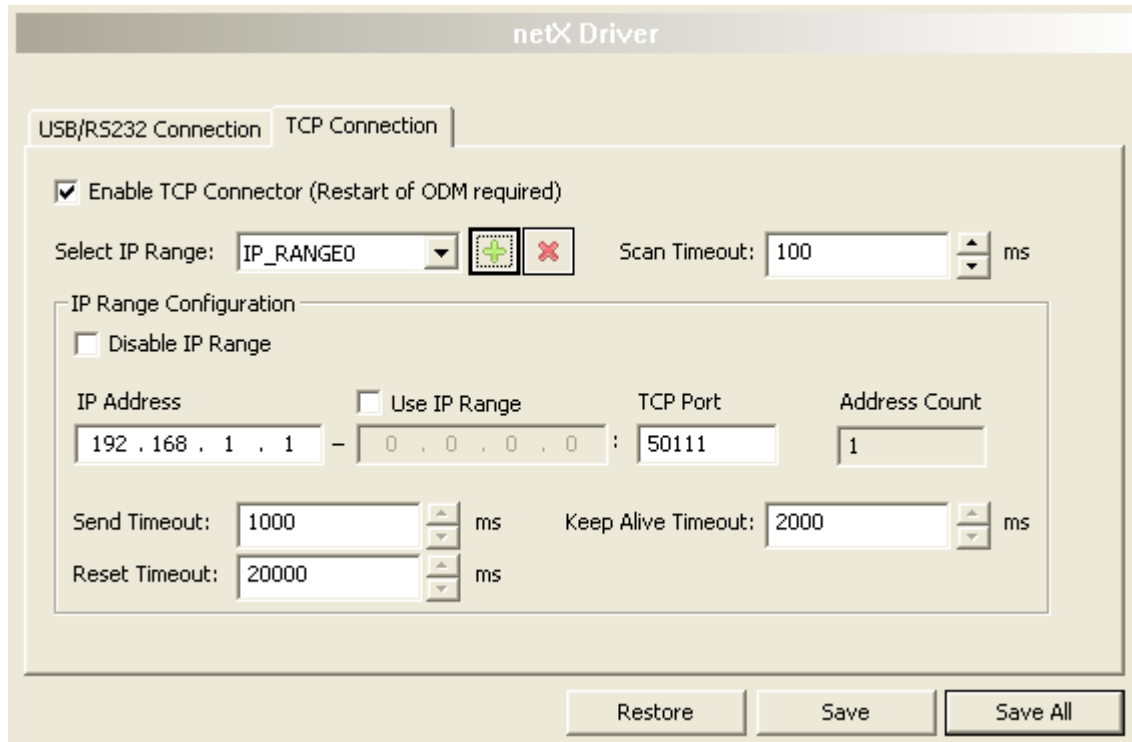 netX Driver
USB/RS232 Connection TCP Connection
Enable TCP Connector (Restart of ODM required)
Select IP Range: IP_RANGE0 Scan Timeout: 100 ms
IP Range Configuration
Disable IP Range
IP Address Use IP Range TCP Port Address Count
192 . 168 . 1 . 1 - 0 . 0 . 0 . 0 : 50111 1
Send Timeout: 1000 ms Keep Alive Timeout: 2000 ms
Reset Timeout: 20000 ms
Restore Save Save All